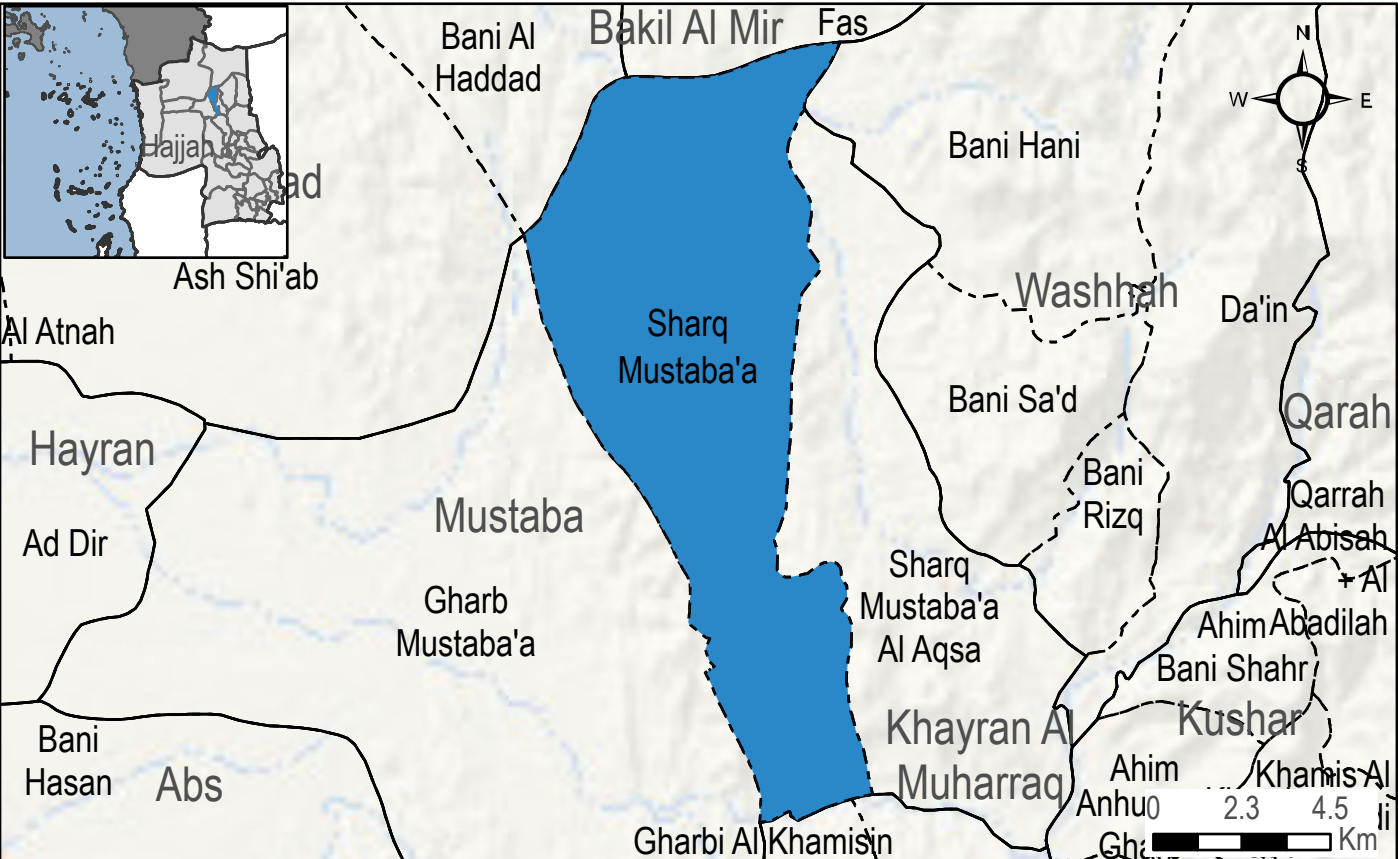 Bani Al
Haddad
Bakil Al Mir
Fas
N
W
E
S
Hajjah
ad
Bani Hani
Ash Shi'ab
Washhah
Da'in
Al Atnah
Sharq
Mustaba'a
Bani Sa'd
Qarah
Hayran
Bani
Rizq
Qarrah
Mustaba
Ad Dir
Al Abisah
Sharq
Mustaba'a
Al Aqsa
+ Al
Abadilah
Gharb
Mustaba'a
Ahim
Bani Shahr
Khayran Al
Muharraq
Kushar
Bani
Hasan
Abs
Ahim
Khamis Al
Anhu
0 2.3 4.5
Km
di
Gharbi Al Khamisin